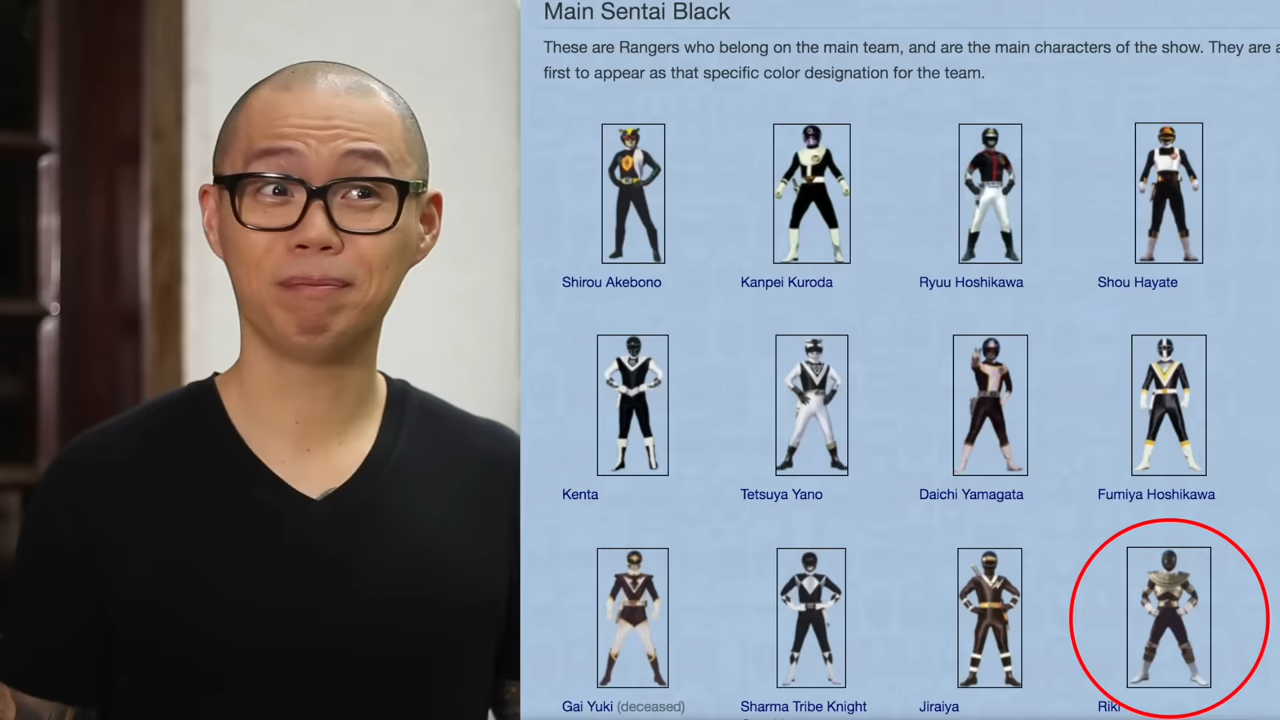 Main Sentai Black
These are Rangers who belong on the main team, and are the main characters of the show. They are a
first to appear as that specific color designation for the team.
Shirou Akebono
Kanpei Kuroda
Ryuu Hoshikawa
Shou Hayate
Kenta
Tetsuya Yano
Daichi Yamagata
Fumiya Hoshikawa
Gai Yuki (deceased)
Sharma Tribe Knight
Jiraiya
Riki